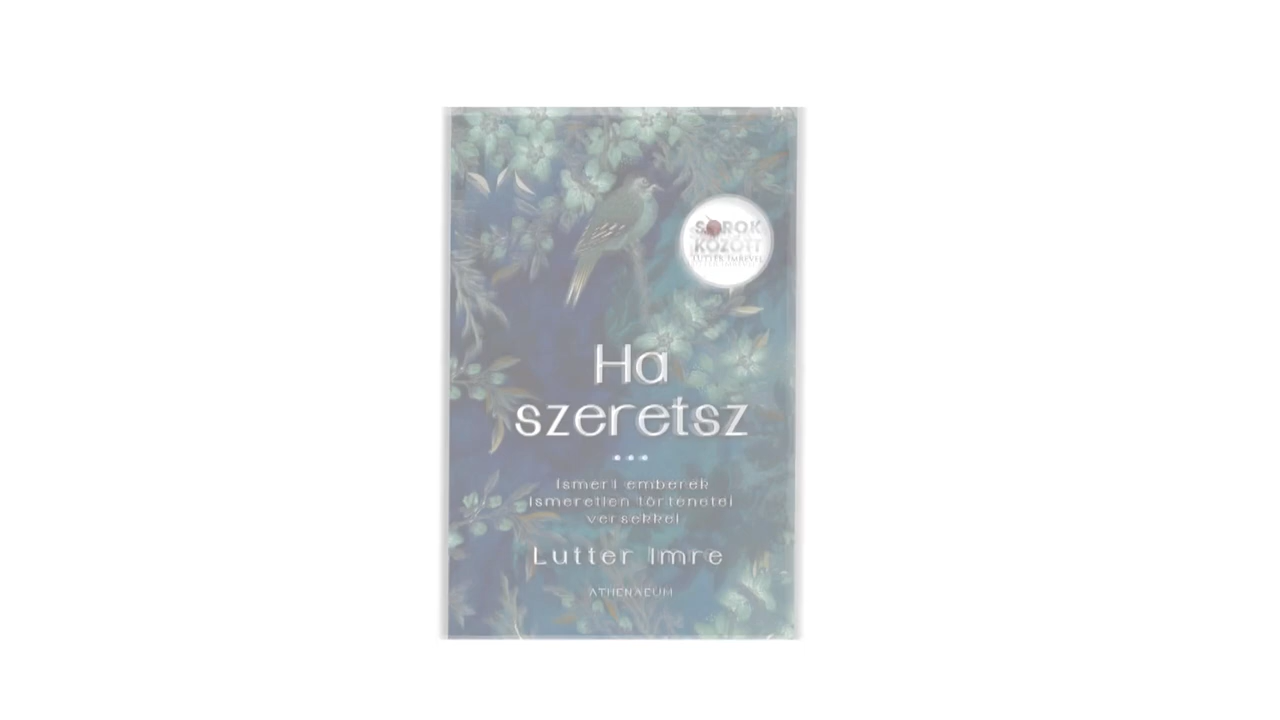 SOROK
KÖZÖTT
LUTTER IMRÉVEL
Ha
szeretsz
...
Ismert emberek
ismeretlen történetei
versekkel
Lutter Imre
ATHENAEUM